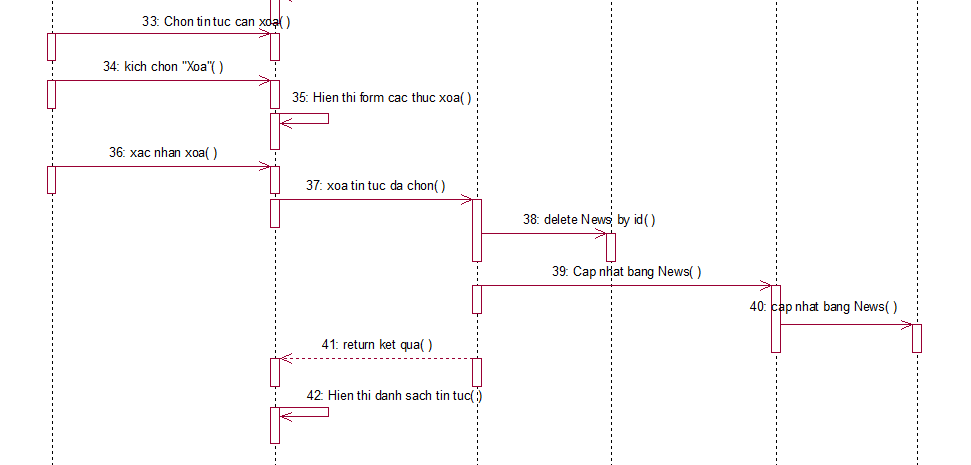 33: Chon tin tuc can xoa( )
34: kich chon "Xoa"( )
35: Hien thi form cac thuc xoa( )
36: xac nhan xoa( )
37: xoa tin tuc da chon( )
38: delete News by id( )
39: Cap nhat bang News( )
40: cap nhat bang News( )
41: return ket qua( )
42: Hien thi danh sach tin tuc( )